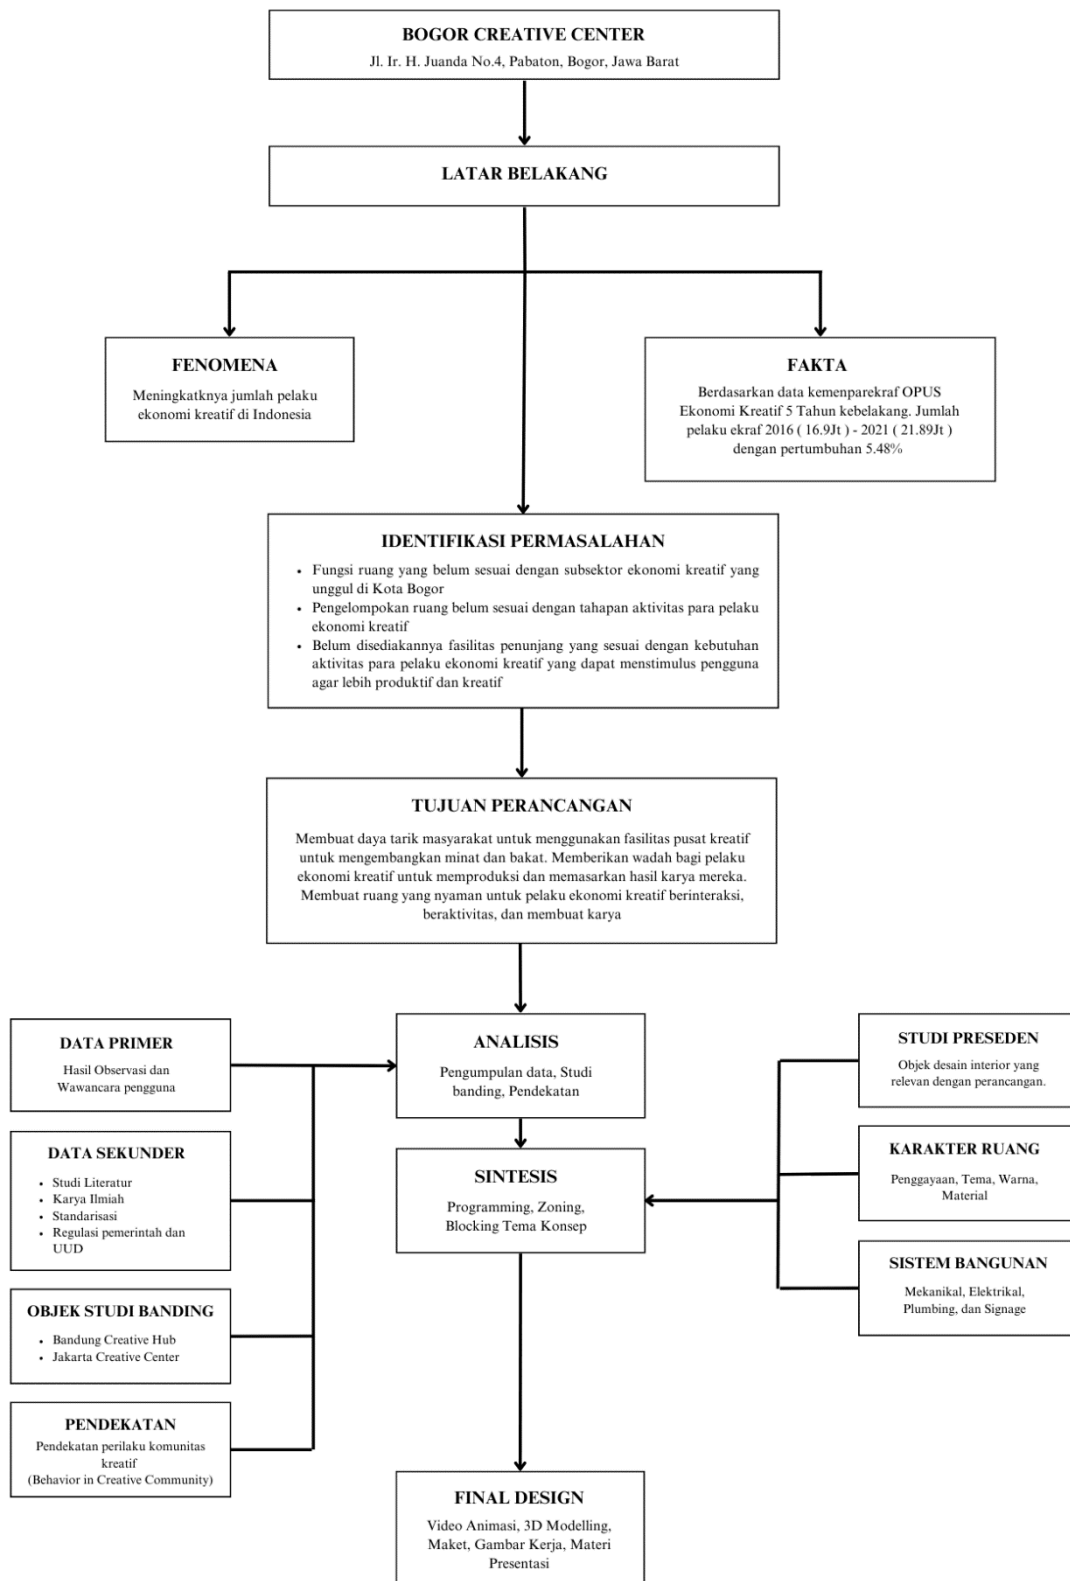 BOGOR CREATIVE CENTER
Jl. Ir. H. Juanda No.4, Pabaton, Bogor, Jawa Barat
LATAR BELAKANG
FENOMENA
Meningkatknya jumlah pelaku
ekonomi kreatif di Indonesia
FAKTA
Berdasarkan data kemenparekraf OPUS
Ekonomi Kreatif 5 Tahun kebelakang. Jumlah
pelaku ekraf 2016 ( 16.9Jt ) - 2021 ( 21.89Jt )
dengan pertumbuhan 5.48%
IDENTIFIKASI PERMASALAHAN
• Fungsi ruang yang belum sesuai dengan subsektor ekonomi kreatif yang
unggul di Kota Bogor
• Pengelompokan ruang belum sesuai dengan tahapan aktivitas para pelaku
ekonomi kreatif
• Belum disediakannya fasilitas penunjang yang sesuai dengan kebutuhan
aktivitas para pelaku ekonomi kreatif yang dapat menstimulus pengguna
agar lebih produktif dan kreatif
TUJUAN PERANCANGAN
Membuat daya tarik masyarakat untuk menggunakan fasilitas pusat kreatif
untuk mengembangkan minat dan bakat. Memberikan wadah bagi pelaku
ekonomi kreatif untuk memproduksi dan memasarkan hasil karya mereka.
Membuat ruang yang nyaman untuk pelaku ekonomi kreatif berinteraksi,
beraktivitas, dan membuat karya
DATA PRIMER
Hasil Observasi dan
Wawancara pengguna
DATA SEKUNDER
• Studi Literatur
• Karya Ilmiah
• Standarisasi
• Regulasi pemerintah dan
UUD
OBJEK STUDI BANDING
• Bandung Creative Hub
• Jakarta Creative Center
PENDEKATAN
Pendekatan perilaku komunitas
kreatif
(Behavior in Creative Community)
ANALISIS
Pengumpulan data, Studi
banding, Pendekatan
SINTESIS
Programming, Zoning,
Blocking Tema Konsep
STUDI PRESEDEN
Objek desain interior yang
relevan dengan perancangan.
KARAKTER RUANG
Penggayaan, Tema, Warna,
Material
SISTEM BANGUNAN
Mekanikal, Elektrikal,
Plumbing, dan Signage
FINAL DESIGN
Video Animasi, 3D Modelling,
Maket, Gambar Kerja, Materi
Presentasi